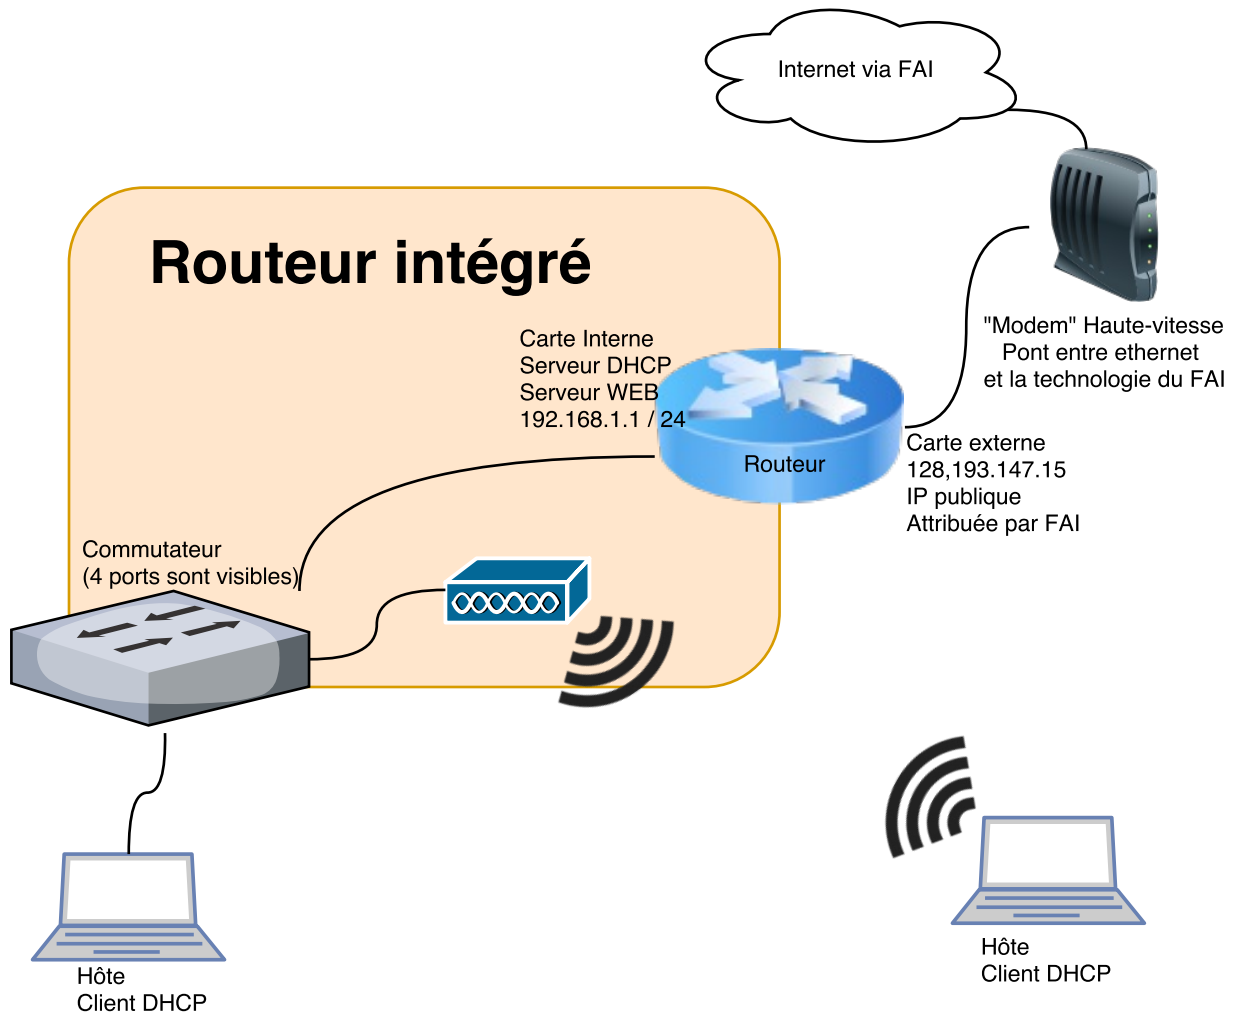 Internet via FAI
Routeur intégré
"Modem" Haute-vitesse
Pont entre ethernet
et la technologie du FAI
Carte Interne
Serveur DHCP
Serveur WEB
192.168.1.1 / 24
Routeur
Carte externe
128,193.147.15
IP publique
Attribuée par FAI
Commutateur
(4 ports sont visibles)
Hôte
Client DHCP
Hôte
Client DHCP